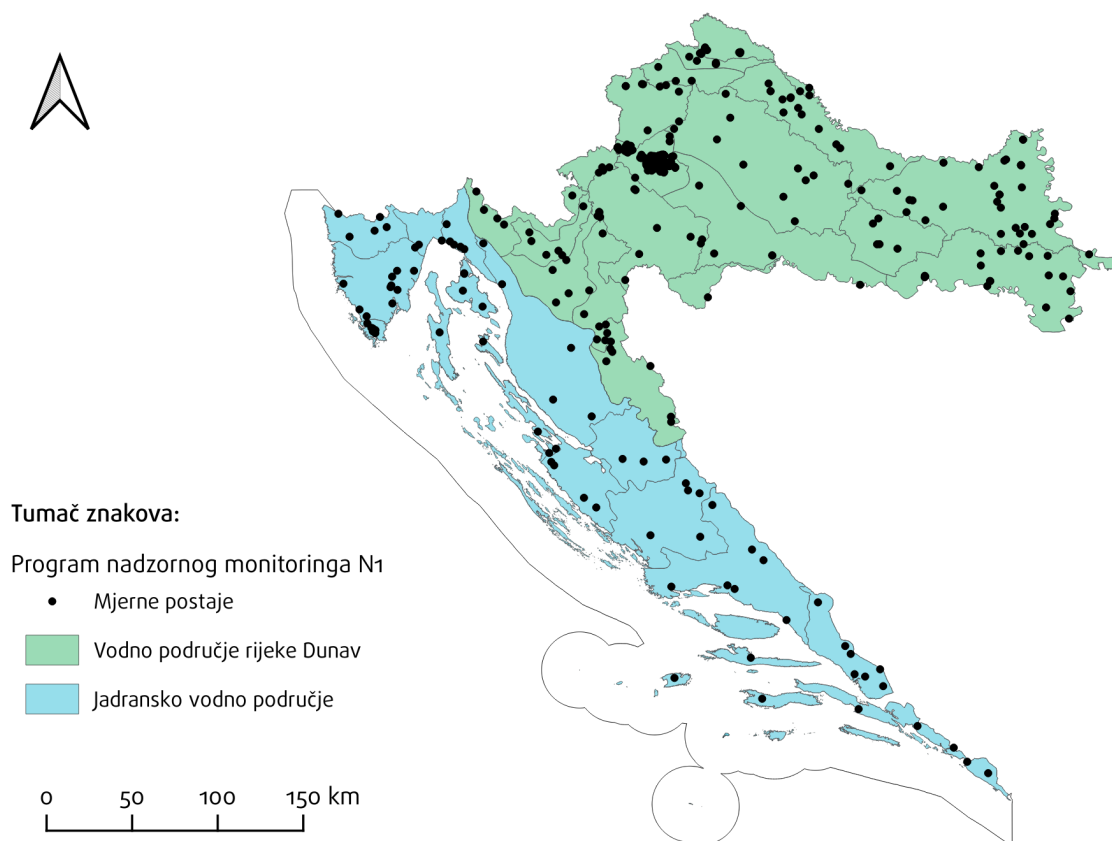 Tumač znakova:
Program nadzornog monitoringa N1
Mjerne postaje
Vodno područje rijeke Dunav
Jadransko vodno područje
0 50 100 150 km